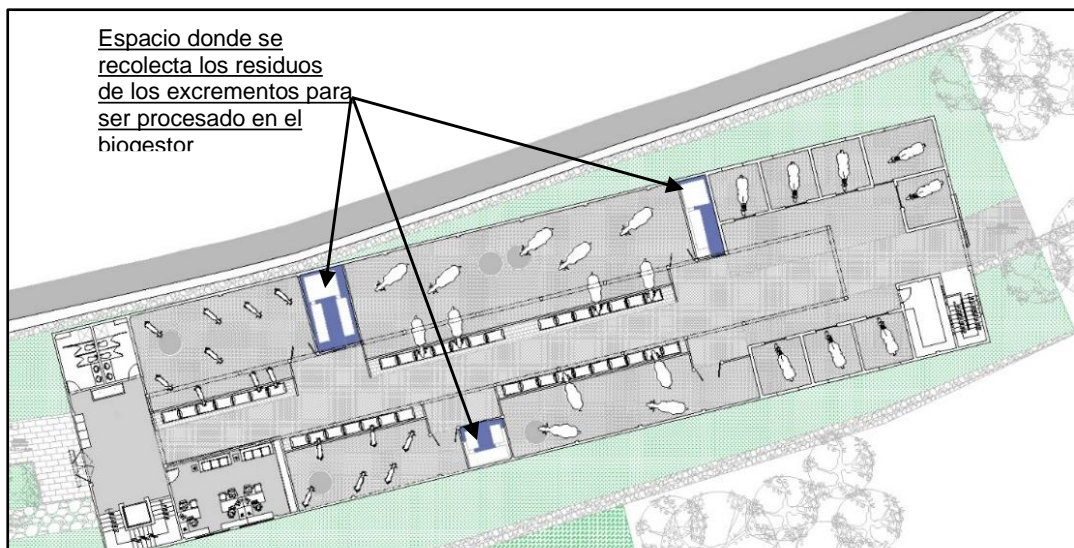 Espacio donde se
recolecta los residuos
de los excrementos para
ser procesado en el
biogestor